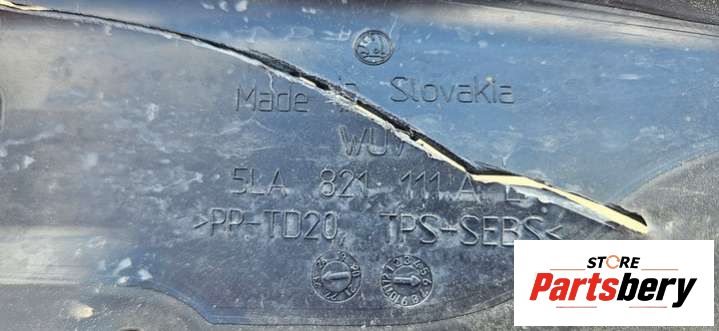 Made in Slovakia
WUV
5LA 821 111 A
>PP-TD20 TPS-SEBS<
STORE
Partsbery